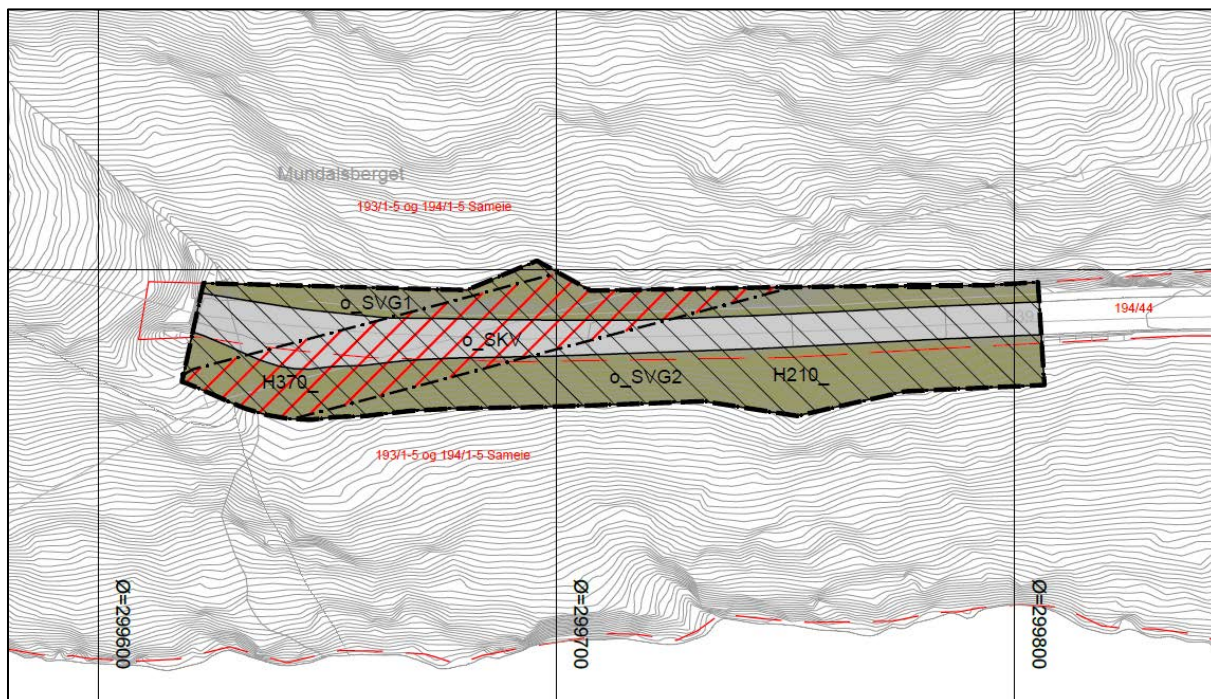 Mundalsberget
193/1-5 og 194/1-5 Sameie
o_SVG1
194/44
o_SKV
H370_
o_SVG2
H210_
193/1-5 og 194/1-5 Sameie
Ø=299600
Ø=299700
Ø=299800